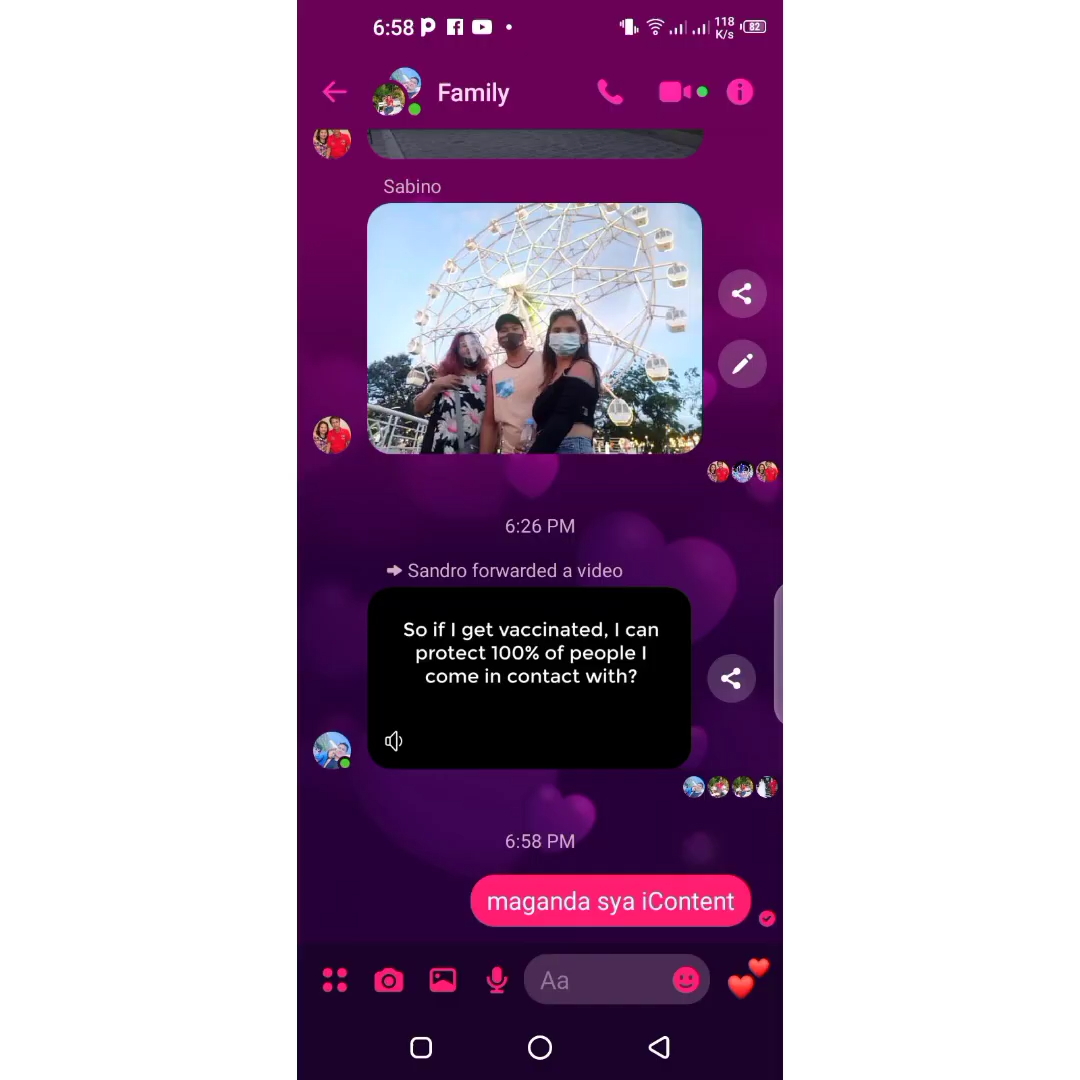 6:58
118
K/s
82
Family
Sabino
6:26 PM
Sandro forwarded a video
So if I get vaccinated, I can
protect 100% of people I
come in contact with?
6:58 PM
maganda sya iContent
Aa